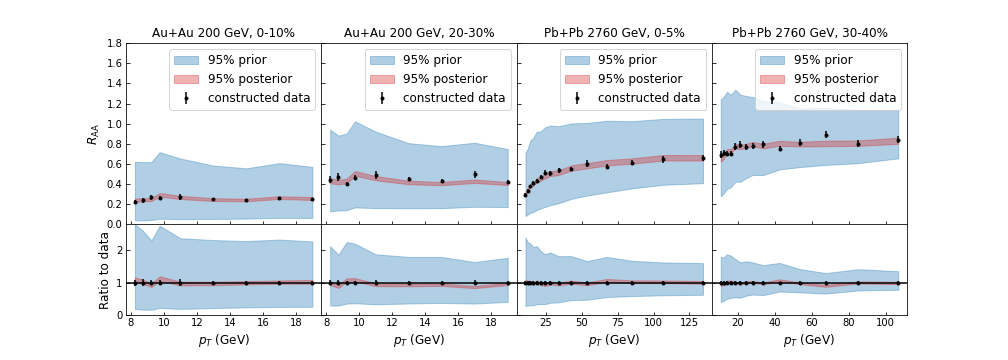 Au+Au 200 GeV, 0-10%
Au+Au 200 GeV, 20-30%
Pb+Pb 2760 GeV, 0-5%
Pb+Pb 2760 GeV, 30-40%
1.8
1.6
1.4
1.2
1.0
0.8
0.6
0.4
0.2
0.0
R_AA
95% prior
95% posterior
constructed data
95% prior
95% posterior
constructed data
95% prior
95% posterior
constructed data
95% prior
95% posterior
constructed data
2
1
0
Ratio to data
8 10 12 14 16 18
8 10 12 14 16 18
25 50 75 100 125
20 40 60 80 100
p_T (GeV)
p_T (GeV)
p_T (GeV)
p_T (GeV)